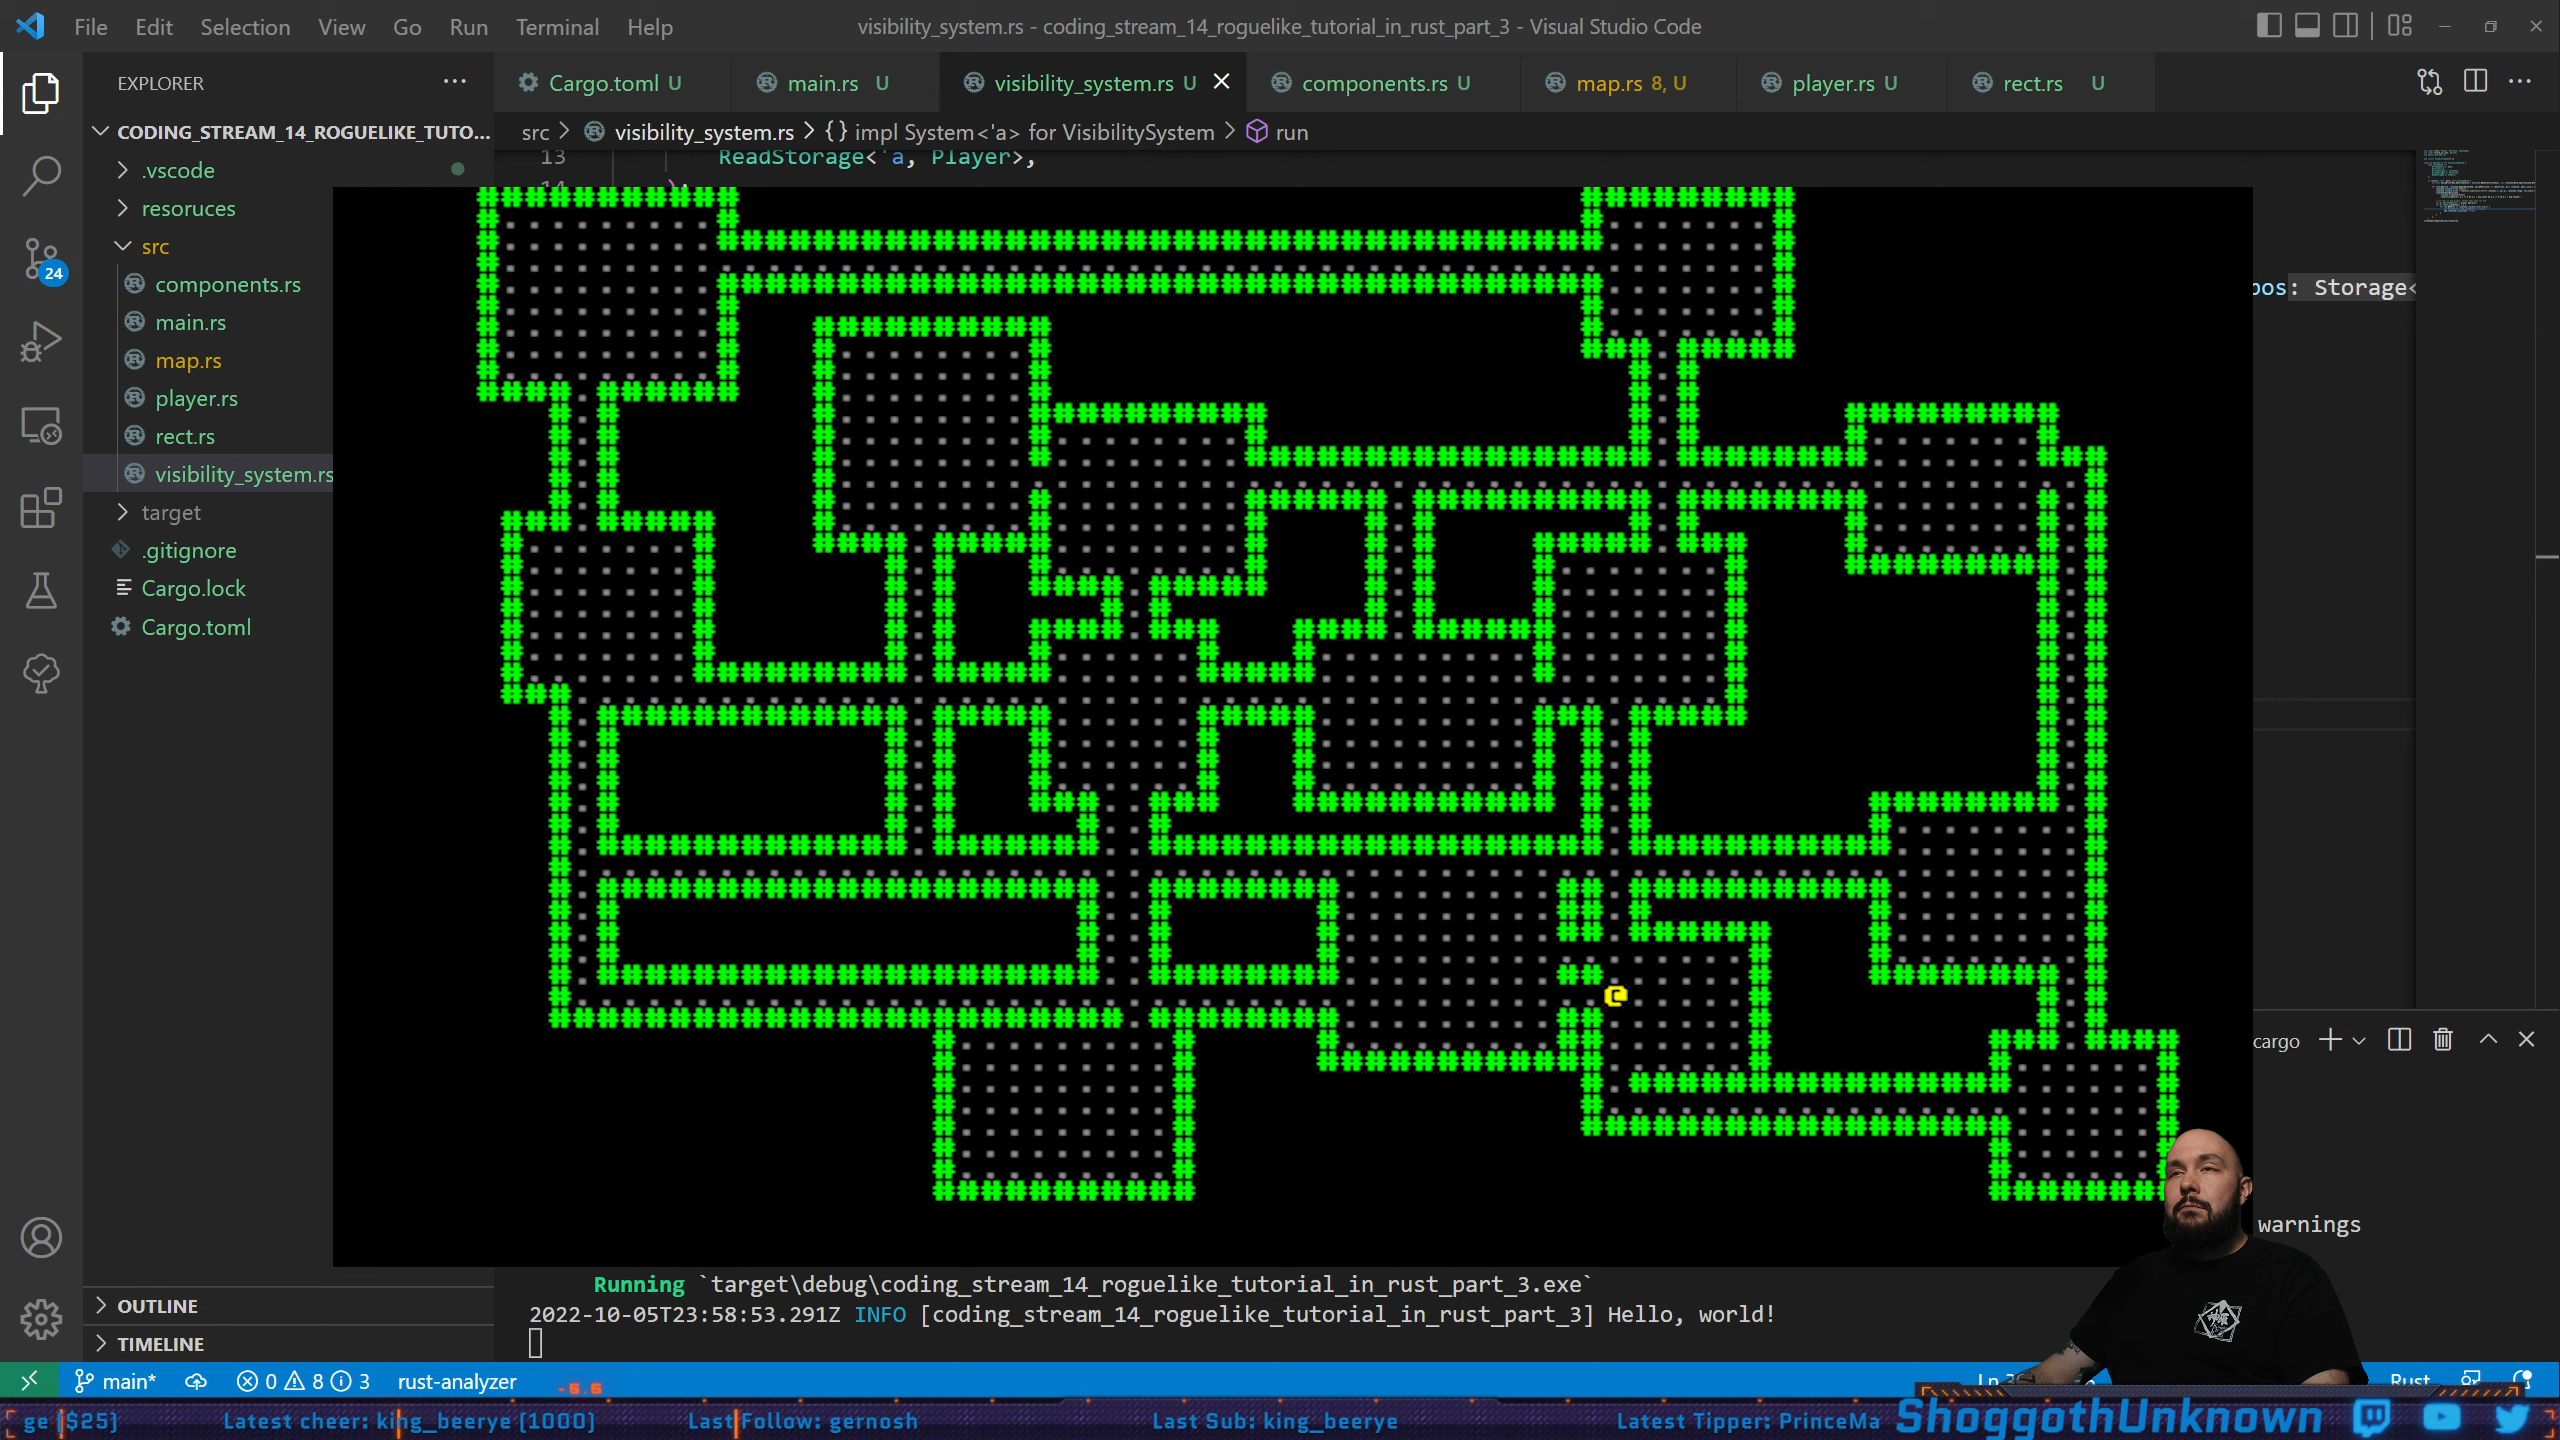 File Edit Selection View Go Run Terminal Help
visibility_system.rs - coding_stream_14_roguelike_tutorial_in_rust_part_3 - Visual Studio Code
EXPLORER
Cargo.toml U
main.rs U
visibility_system.rs U
components.rs U
map.rs 8, U
player.rs U
rect.rs U
src > visibility_system.rs > {} impl System<'a> for VisibilitySystem > run
CODING_STREAM_14_ROGUELIKE_TUTO...
.vscode
resoruces
src
components.rs
main.rs
map.rs
player.rs
rect.rs
visibility_system.rs
target
.gitignore
Cargo.lock
Cargo.toml
24
13 ReadStorage<'a, Player>,
14
pos: Storage<
cargo
warnings
Running `target\debug\coding_stream_14_roguelike_tutorial_in_rust_part_3.exe`
2022-10-05T23:58:53.291Z INFO [coding_stream_14_roguelike_tutorial_in_rust_part_3] Hello, world!
OUTLINE
TIMELINE
main* 0 8 3 rust-analyzer
Rust
ge [$25] Latest cheer: king_beerye [1000] Last Follow: gernosh Last Sub: king_beerye Latest Tipper: PrinceMa ShoggothUnknown